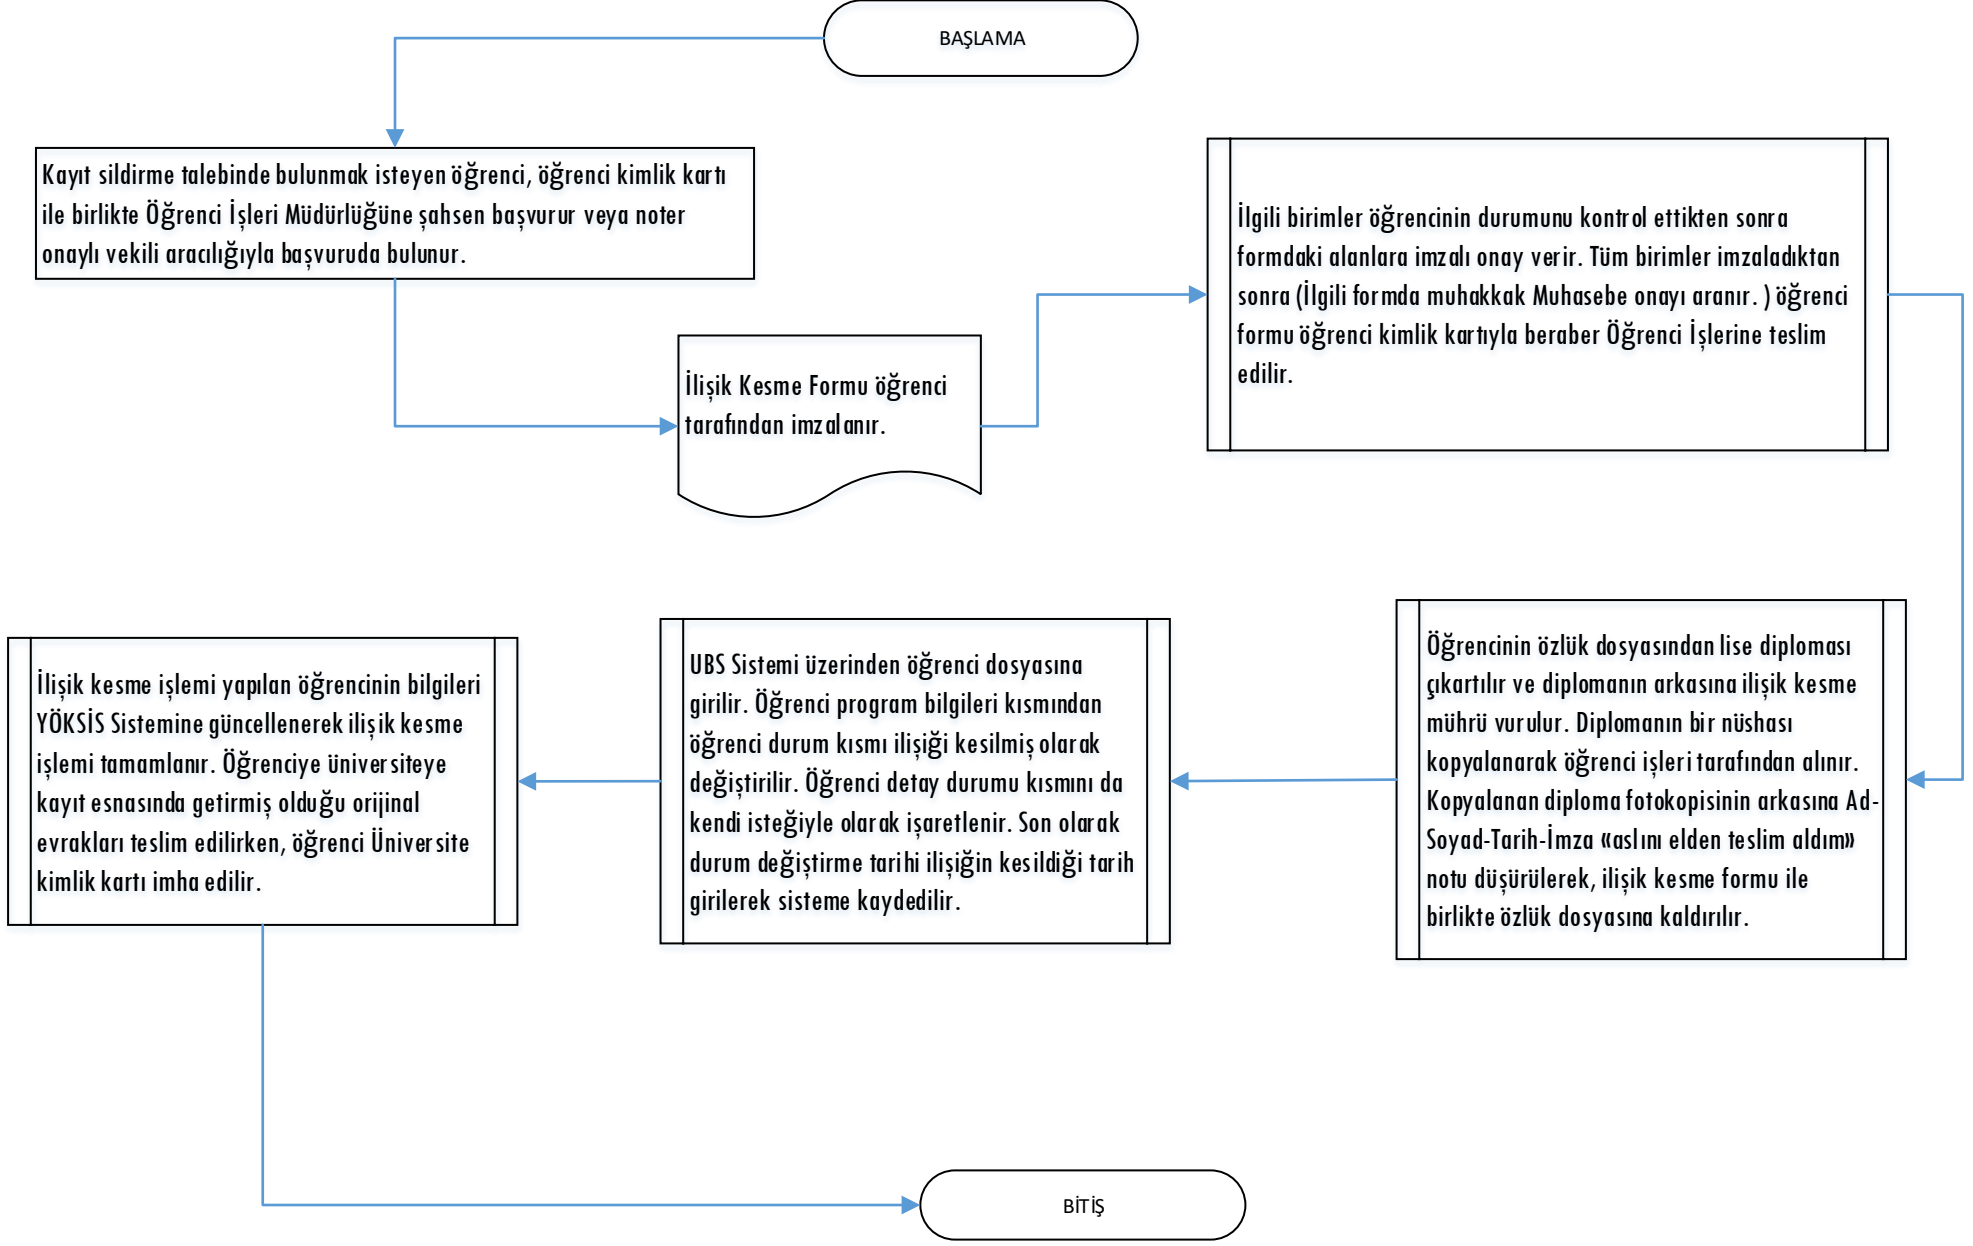 BAŞLAMA
Kayıt sildirme talebinde bulunmak isteyen öğrenci, öğrenci kimlik kartı
ile birlikte Öğrenci İşleri Müdürlüğüne şahsen başvurur veya noter
onaylı vekili aracılığıyla başvuruda bulunur.
İlişik Kesme Formu öğrenci
tarafından imzalanır.
İlgili birimler öğrencinin durumunu kontrol ettikten sonra
formdaki alanlara imzalı onay verir. Tüm birimler imzaladıktan
sonra (İlgili formda muhakkak Muhasebe onayı aranır. ) öğrenci
formu öğrenci kimlik kartıyla beraber Öğrenci İşlerine teslim
edilir.
Öğrencinin özlük dosyasından lise diploması
çıkartılır ve diplomanın arkasına ilişik kesme
mührü vurulur. Diplomanın bir nüshası
kopyalanarak öğrenci işleri tarafından alınır.
Kopyalanan diploma fotokopisinin arkasına Ad-
Soyad-Tarih-İmza «aslını elden teslim aldım»
notu düşürülerek, ilişik kesme formu ile
birlikte özlük dosyasına kaldırılır.
UBS Sistemi üzerinden öğrenci dosyasına
girilir. Öğrenci program bilgileri kısmından
öğrenci durum kısmı ilişiği kesilmiş olarak
değiştirilir. Öğrenci detay durumu kısmını da
kendi isteğiyle olarak işaretlenir. Son olarak
durum değiştirme tarihi ilişiğin kesildiği tarih
girilerek sisteme kaydedilir.
İlişik kesme işlemi yapılan öğrencinin bilgileri
YÖKSİS Sistemine güncellenerek ilişik kesme
işlemi tamamlanır. Öğrenciye üniversiteye
kayıt esnasında getirmiş olduğu orijinal
evrakları teslim edilirken, öğrenci Üniversite
kimlik kartı imha edilir.
BİTİŞ